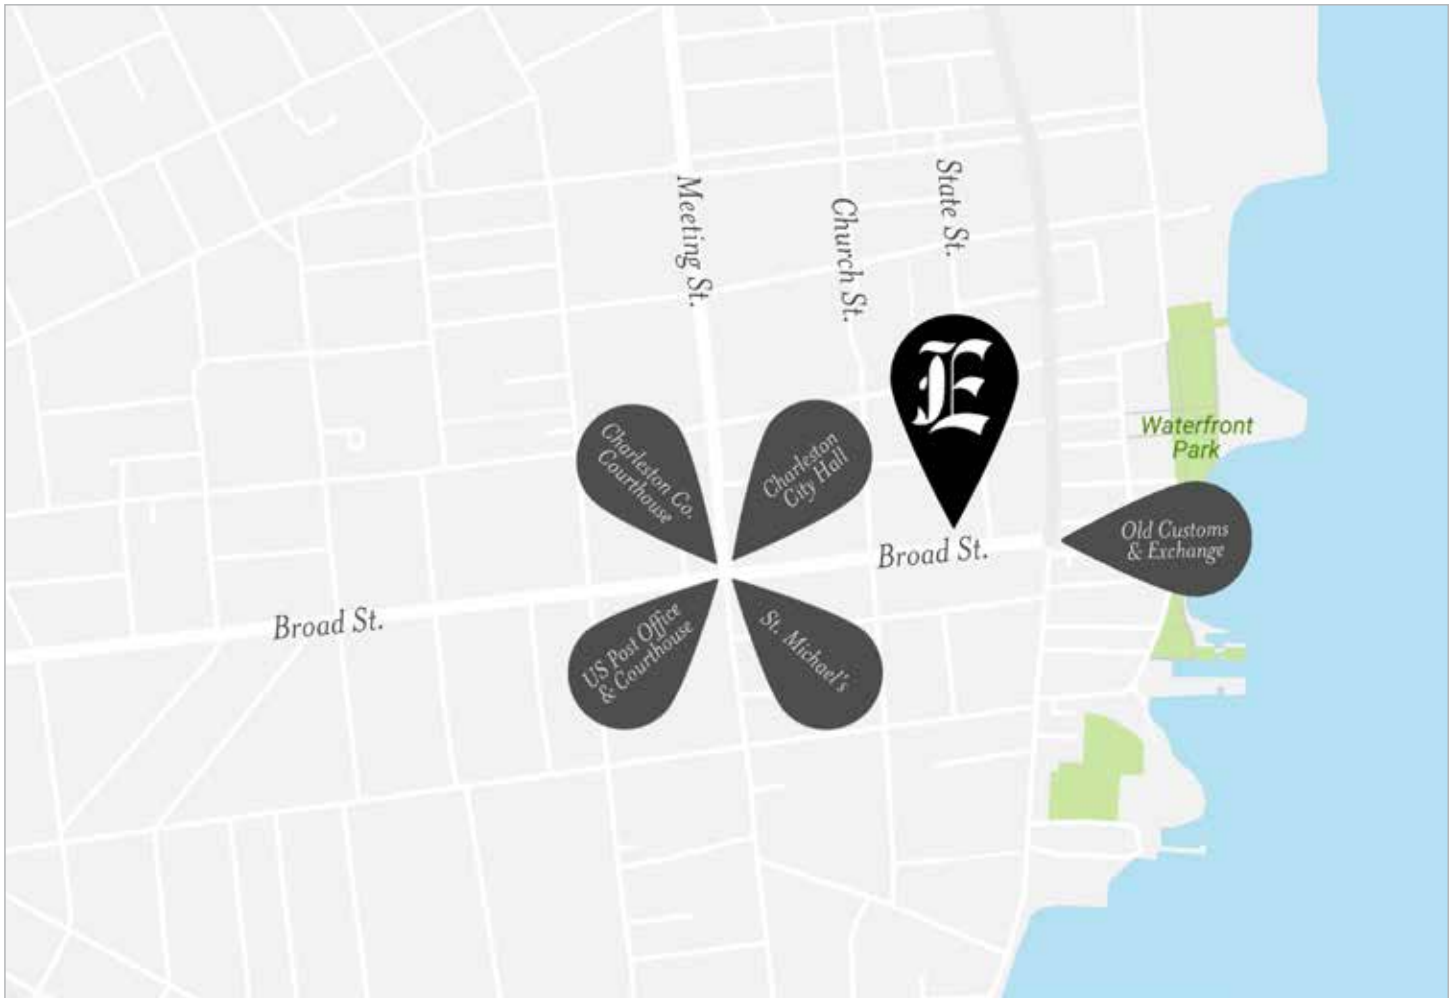 Meeting St.
Church St.
State St.
E
Charleston Co.
Courthouse
Charleston
City Hall
Waterfront
Park
Old Customs
& Exchange
Broad St.
Broad St.
US Post Office
& Courthouse
St. Michael's